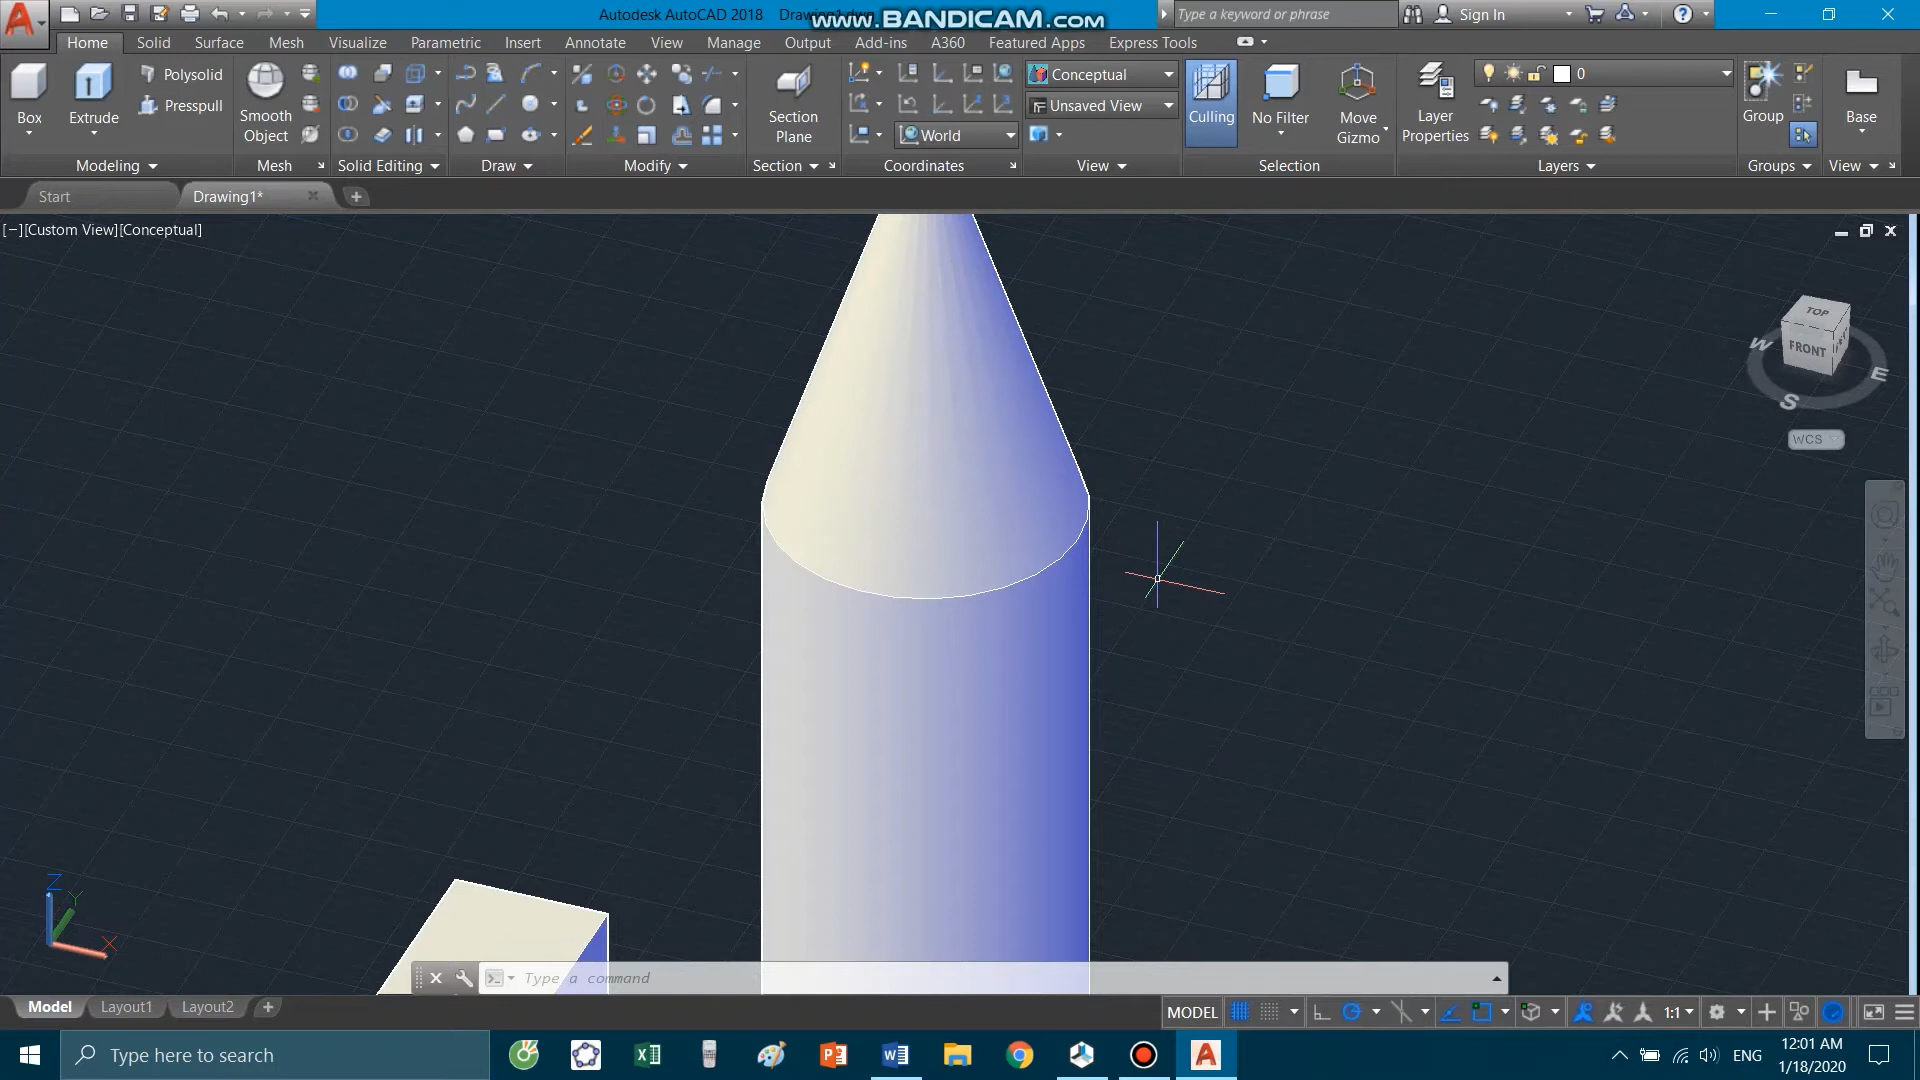 Autodesk AutoCAD 2018 Drawing1.dwg
www.BANDICAM.com
Type a keyword or phrase
Sign In
Home Solid Surface Mesh Visualize Parametric Insert Annotate View Manage Output Add-ins A360 Featured Apps Express Tools
Box
Extrude
Polysolid
Presspull
Smooth
Object
Section
Plane
World
Conceptual
Unsaved View
Culling
No Filter
Move
Gizmo
Layer
Properties
0
Group
Base
Modeling Mesh Solid Editing Draw Modify Section Coordinates View Selection Layers Groups View
Start
Drawing1*
[−][Custom View][Conceptual]
TOP
FRONT
W
E
S
WCS
Z
Y
X
Type a command
Model Layout1 Layout2
MODEL
1:1
Type here to search
ENG
12:01 AM
1/18/2020